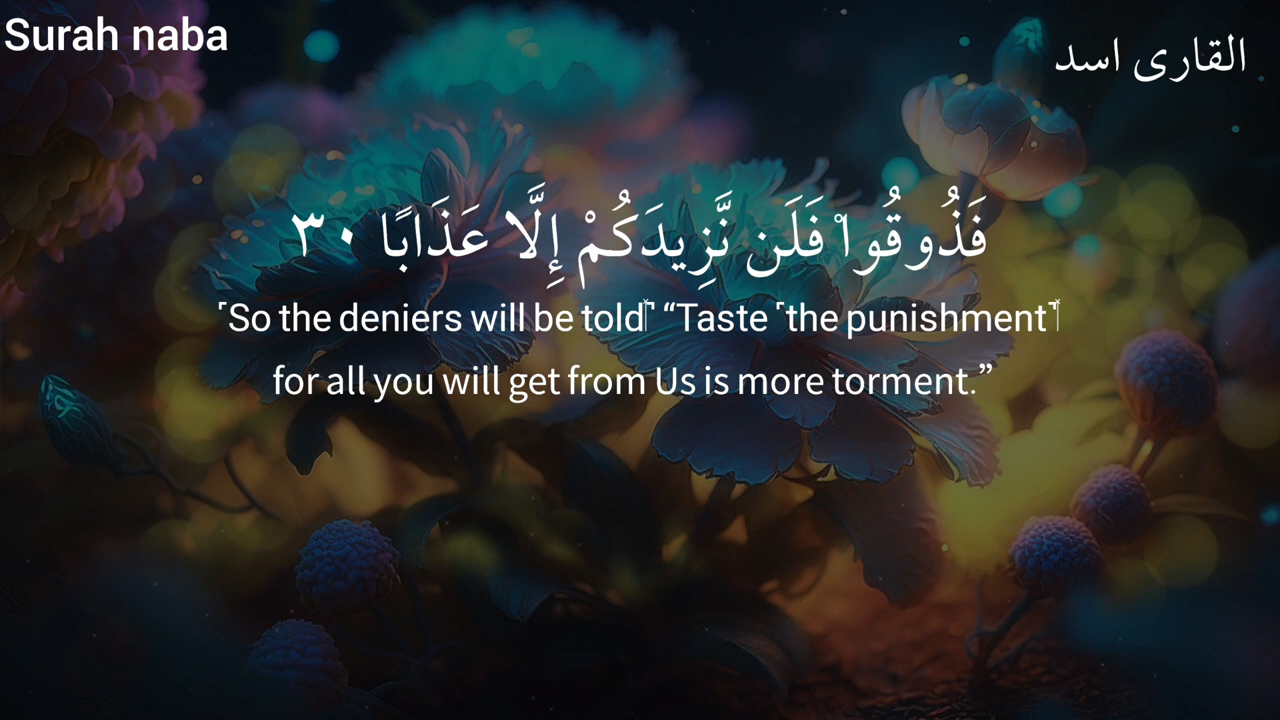 Surah naba
القارى اسد
فَذُوقُوا۟ فَلَن نَّزِيدَكُمْ إِلَّا عَذَابًا ٣٠
˹So the deniers will be told˺ “Taste ˹the punishment˺
for all you will get from Us is more torment.”